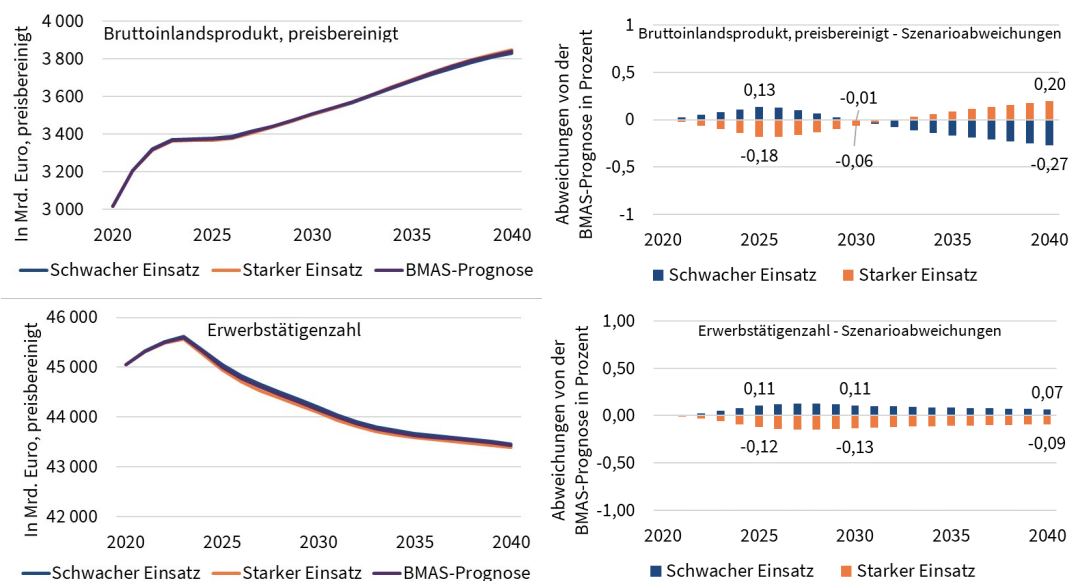 Bruttoinlandsprodukt, preisbereinigt
In Mrd. Euro, preisbereinigt
4 000
3 800
3 600
3 400
3 200
3 000
2020 2025 2030 2035 2040
Schwacher Einsatz Starker Einsatz BMAS-Prognose
Bruttoinlandsprodukt, preisbereinigt - Szenarioabweichungen
Abweichungen von der
BMAS-Prognose in Prozent
1
0,5
0
-0,5
-1
0,13
-0,01
0,20
-0,18
-0,06
-0,27
2020 2025 2030 2035 2040
Schwacher Einsatz Starker Einsatz
Erwerbstätigenzahl
In Mrd. Euro, preisbereinigt
46 000
45 000
44 000
43 000
42 000
2020 2025 2030 2035 2040
Schwacher Einsatz Starker Einsatz BMAS-Prognose
Erwerbstätigenzahl - Szenarioabweichungen
Abweichungen von der
BMAS-Prognose in Prozent
1,00
0,50
0,00
-0,50
-1,00
0,11
0,11
0,07
-0,12
-0,13
-0,09
2020 2025 2030 2035 2040
Schwacher Einsatz Starker Einsatz